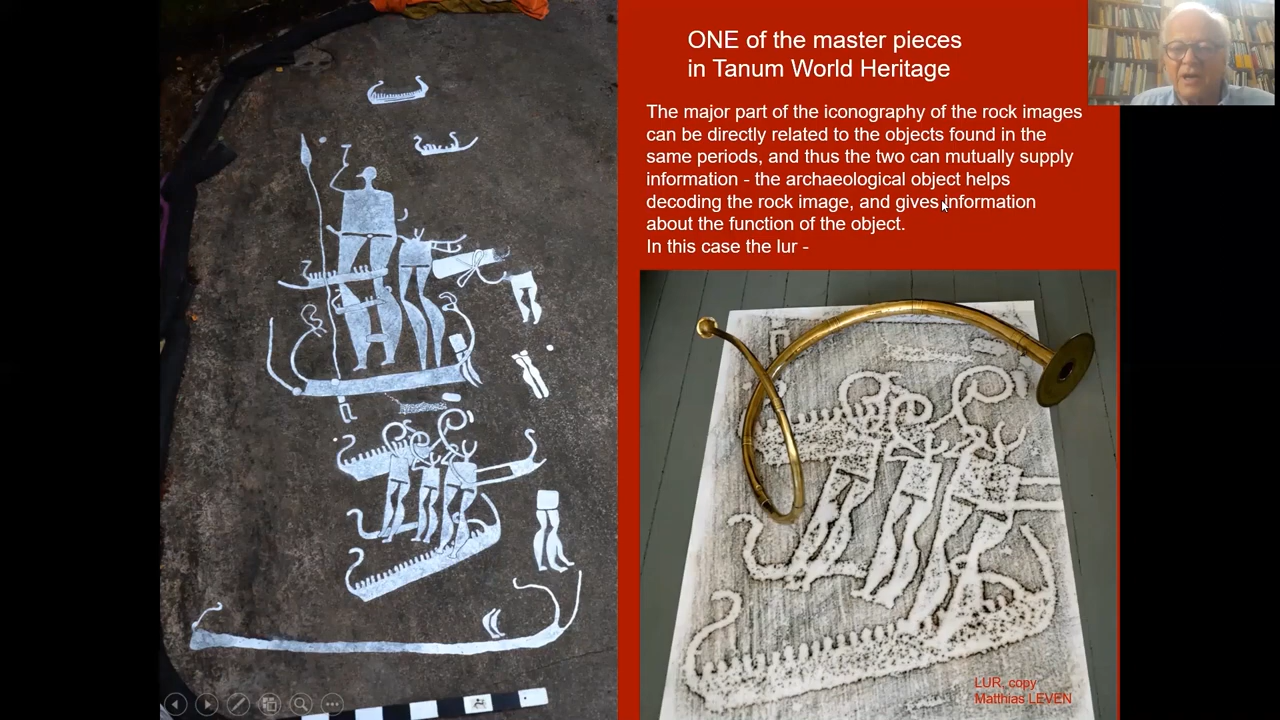 ONE of the master pieces
in Tanum World Heritage
The major part of the iconography of the rock images
can be directly related to the objects found in the
same periods, and thus the two can mutually supply
information - the archaeological object helps
decoding the rock image, and gives information
about the function of the object.
In this case the lur -
LUR copy
Matthias LEVEN